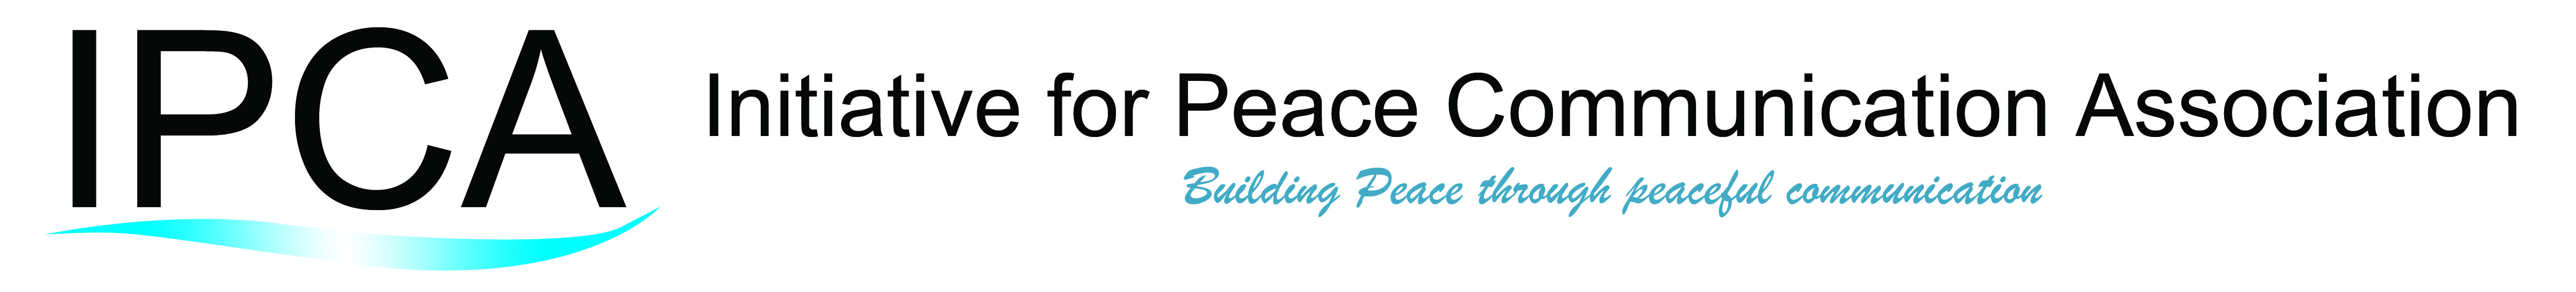 IPCA
Initiative for Peace Communication Association
Building Peace through peaceful communication